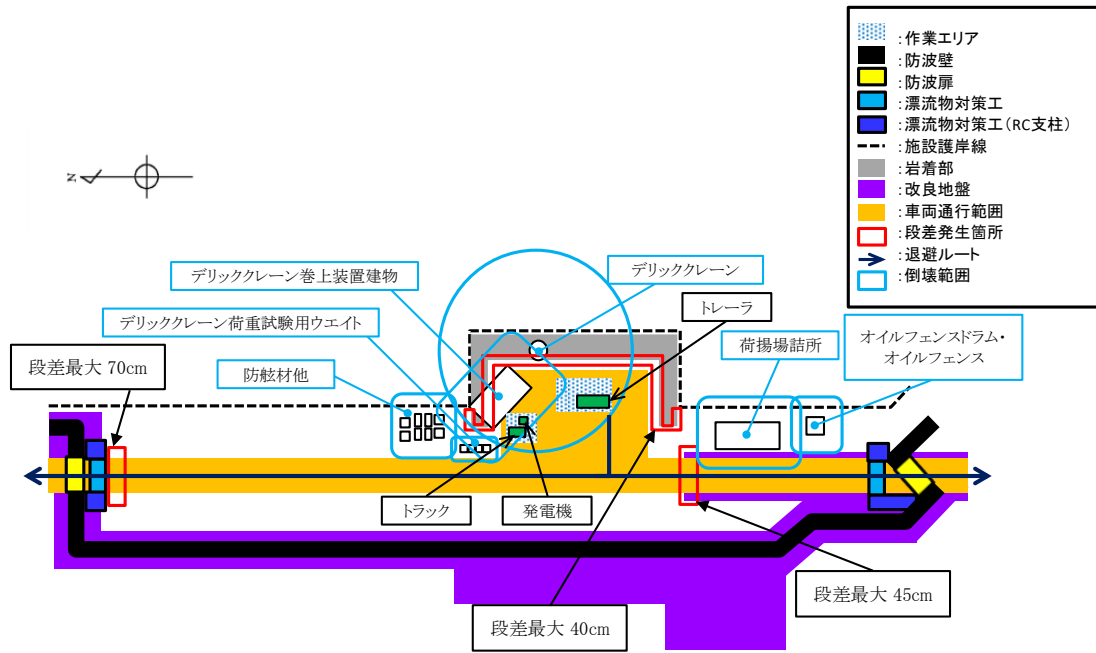 :作業エリア
:防波壁
:防波扉
:漂流物対策工
:漂流物対策工(RC支柱)
:施設護岸線
:岩着部
:改良地盤
:車両通行範囲
:段差発生箇所
:退避ルート
:倒壊範囲
N
デリッククレーン巻上装置建物
デリッククレーン
トレーラ
デリッククレーン荷重試験用ウエイト
荷揚場詰所
オイルフェンスドラム・
オイルフェンス
段差最大 70cm
防舷材他
トラック
発電機
段差最大 45cm
段差最大 40cm